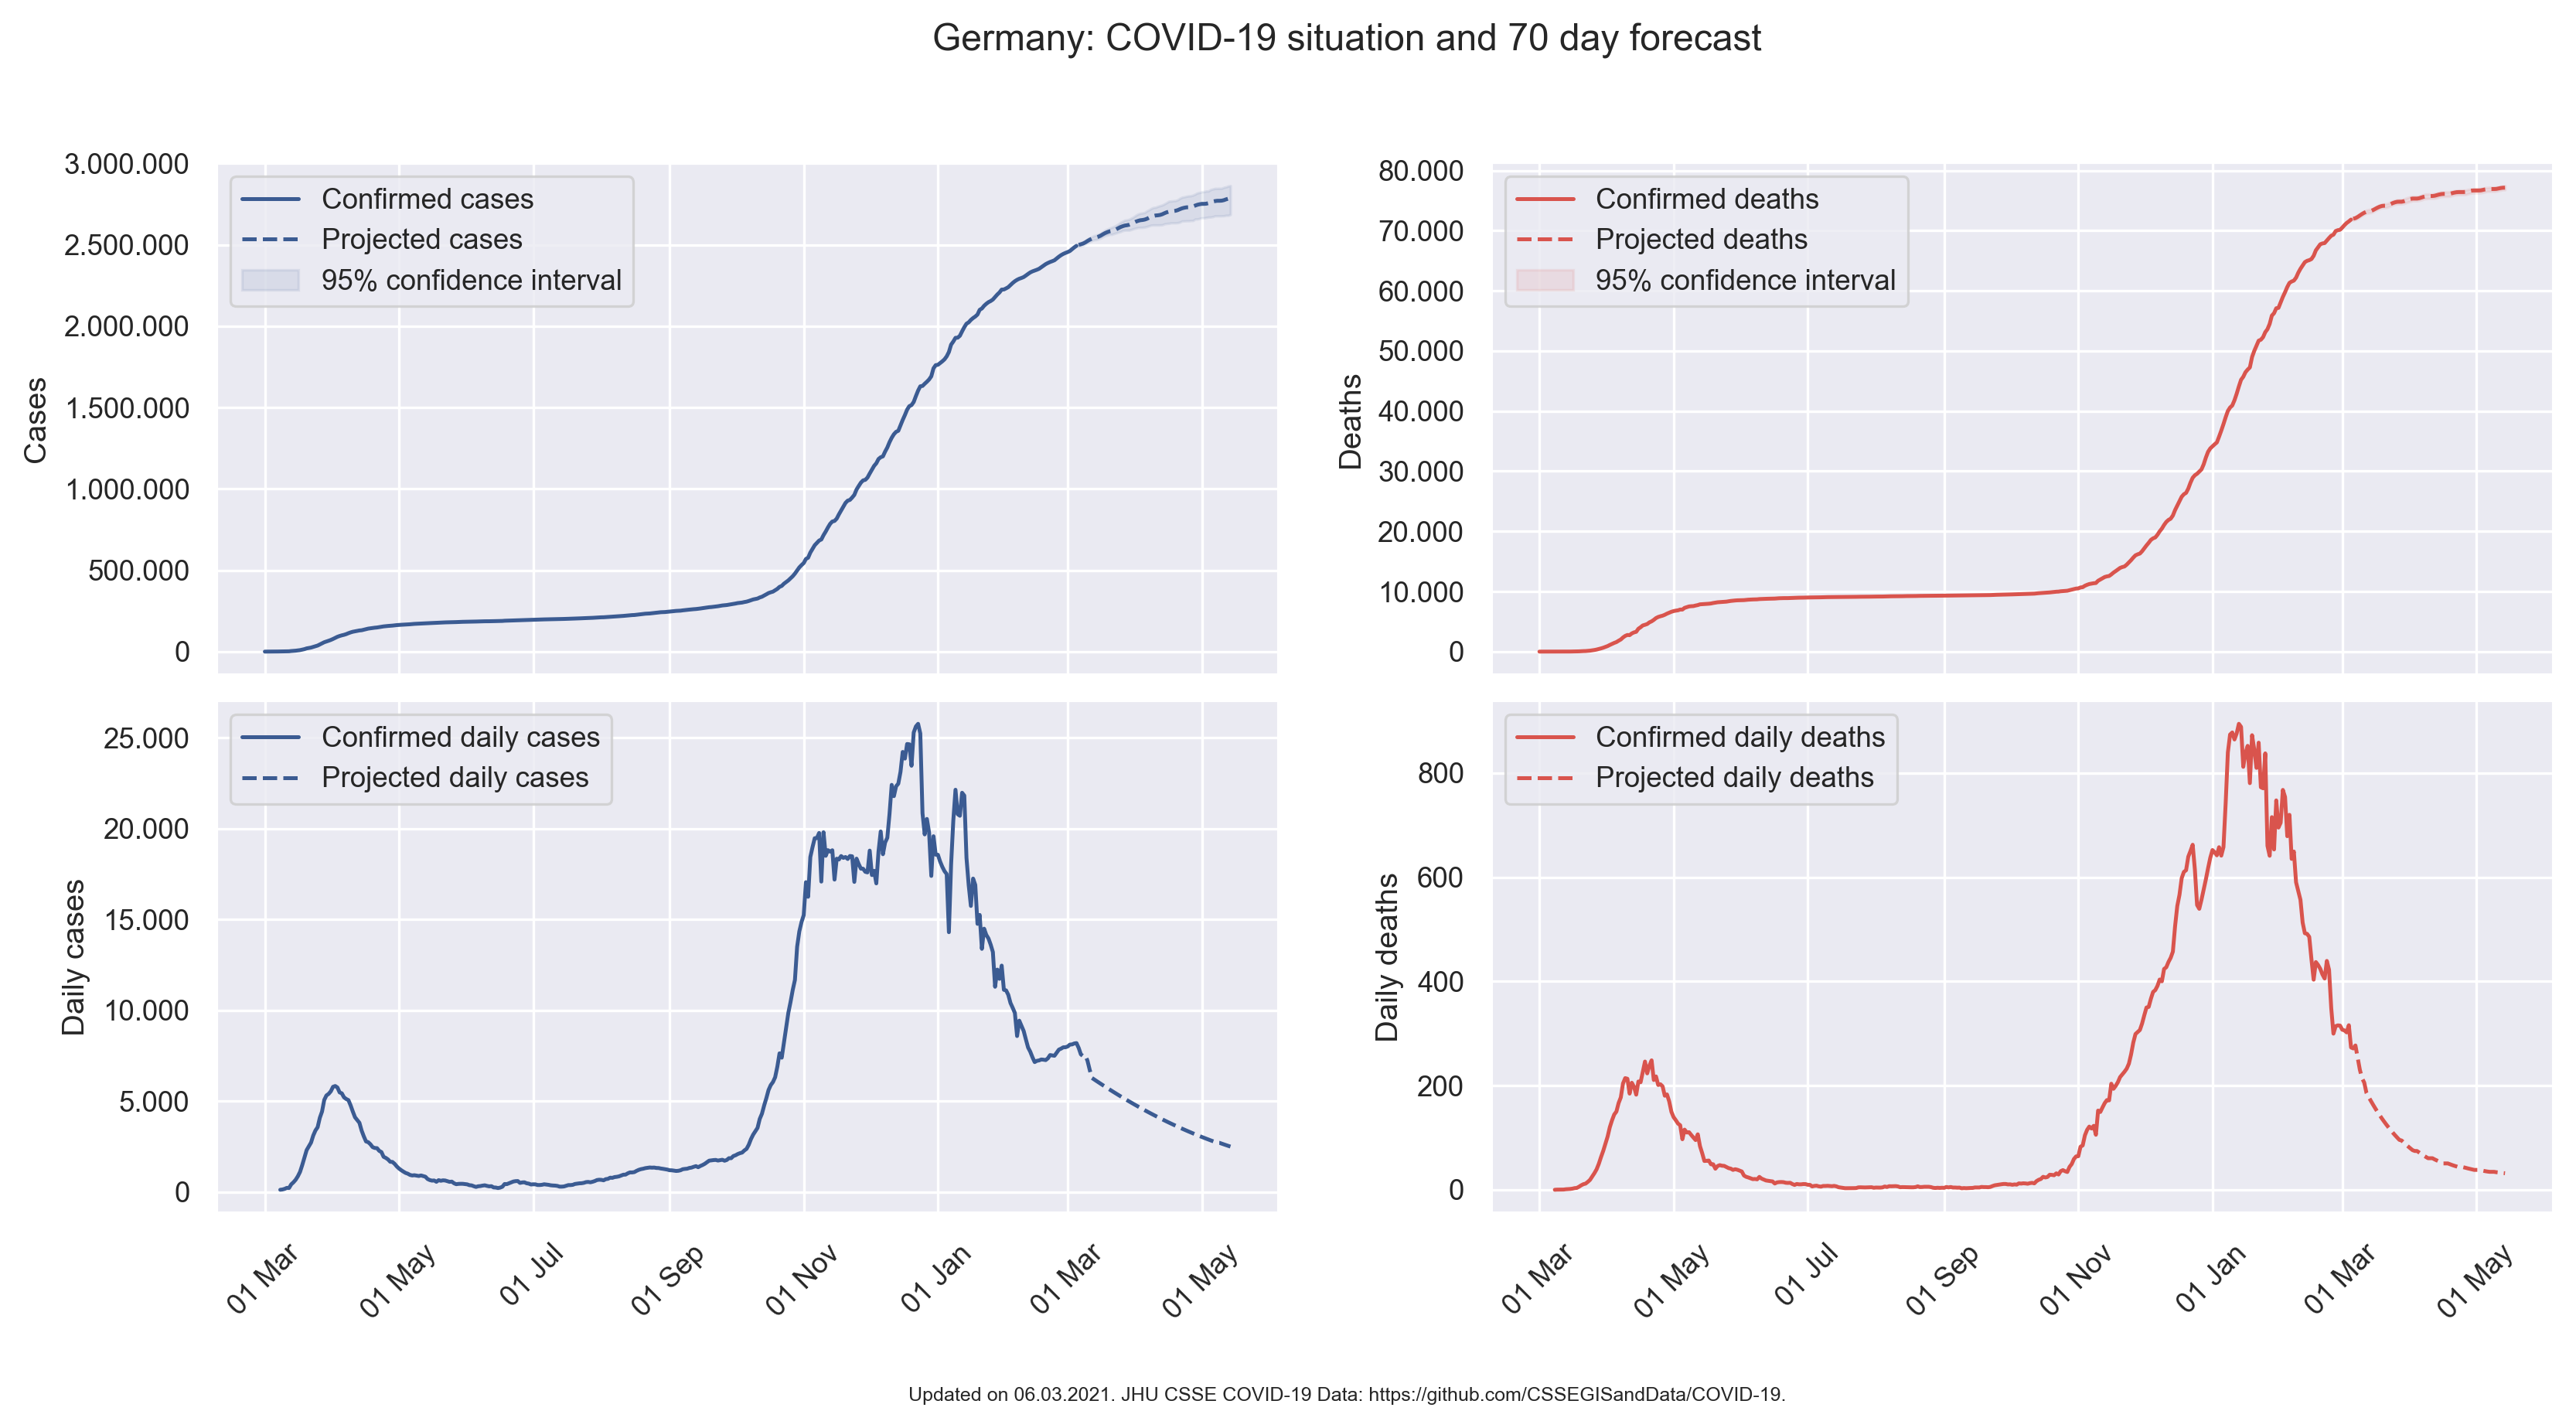 Germany: COVID-19 situation and 70 day forecast
3.000.000
2.500.000
2.000.000
1.500.000
1.000.000
500.000
0
Cases
Confirmed cases
Projected cases
95% confidence interval
80.000
70.000
60.000
50.000
40.000
30.000
20.000
10.000
0
Deaths
Confirmed deaths
Projected deaths
95% confidence interval
25.000
20.000
15.000
10.000
5.000
0
Daily cases
Confirmed daily cases
Projected daily cases
01 Mar
01 May
01 Jul
01 Sep
01 Nov
01 Jan
01 Mar
01 May
800
600
400
200
0
Daily deaths
Confirmed daily deaths
Projected daily deaths
01 Mar
01 May
01 Jul
01 Sep
01 Nov
01 Jan
01 Mar
01 May
Updated on 06.03.2021. JHU CSSE COVID-19 Data: https://github.com/CSSEGISandData/COVID-19.